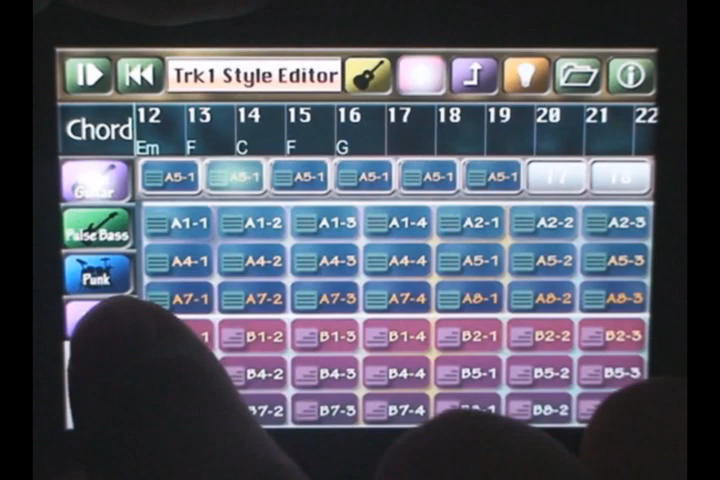 Trk1 Style Editor
Chord 12 13 14 15 16 17 18 19 20 21 22
Em F C F G
Guitar A5-1 A5-1 A5-1 A5-1 A5-1 A5-1 17 18
Pulse Bass A1-1 A1-2 A1-3 A1-4 A2-1 A2-2 A2-3
Punk A4-1 A4-2 A4-3 A4-4 A5-1 A5-2 A5-3
A7-1 A7-2 A7-3 A7-4 A8-1 A8-2 A8-3
B1-2 B1-3 B1-4 B2-1 B2-2 B2-3
B4-2 B4-3 B4-4 B5-1 B5-2 B5-3
B7-2 B7-3 B7-4 B8-2